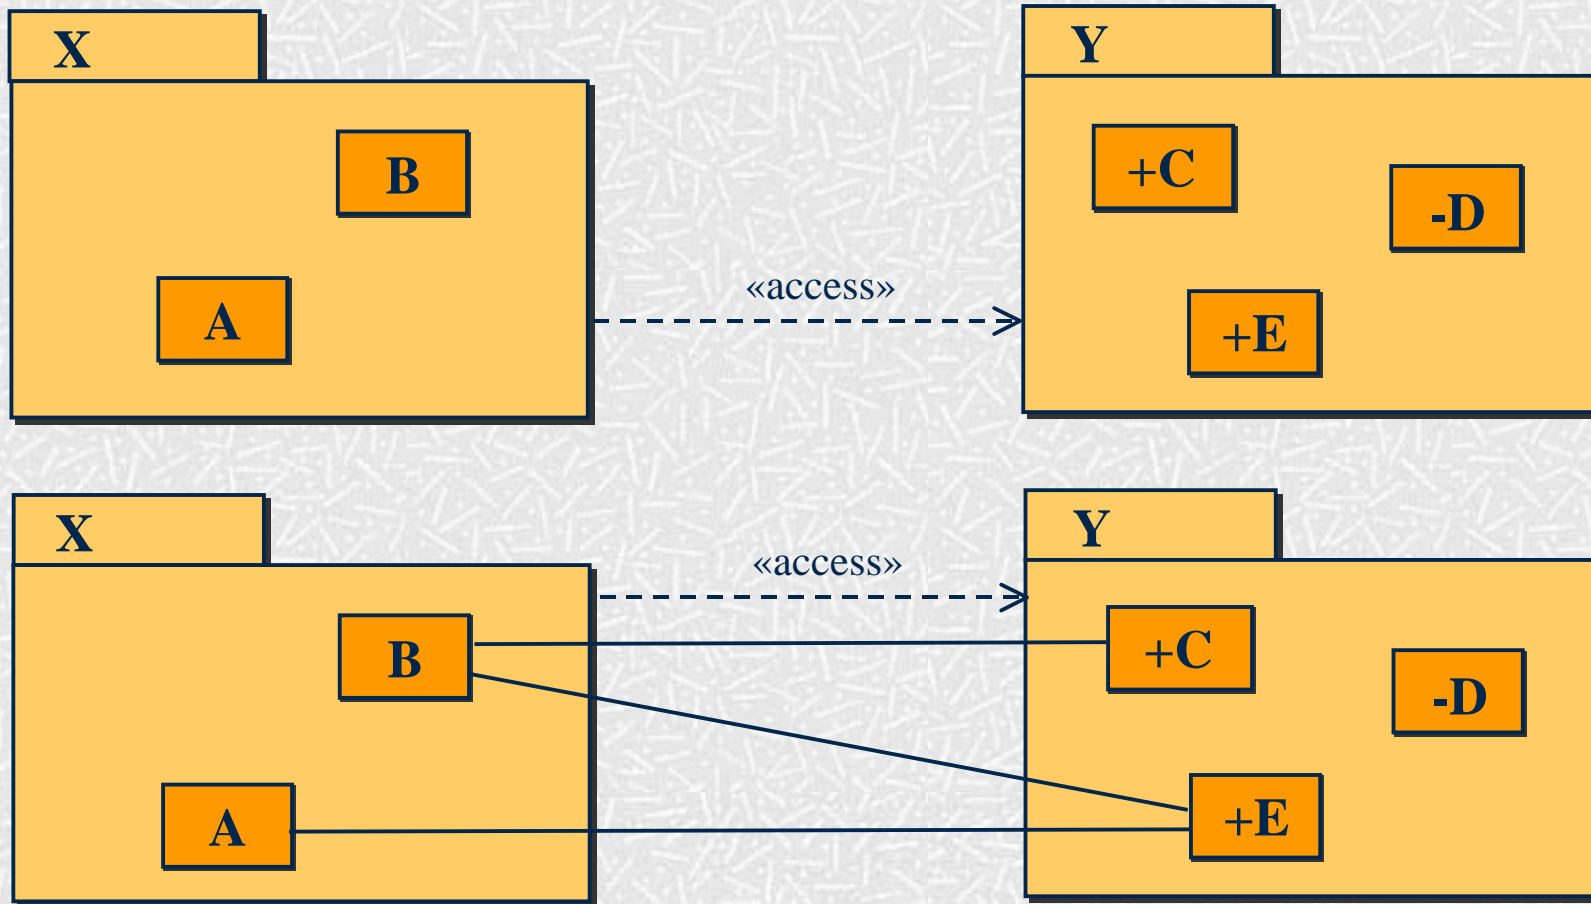 X
Y
B
+C
-D
A
«access»
+E
X
Y
«access»
B
+C
-D
A
+E